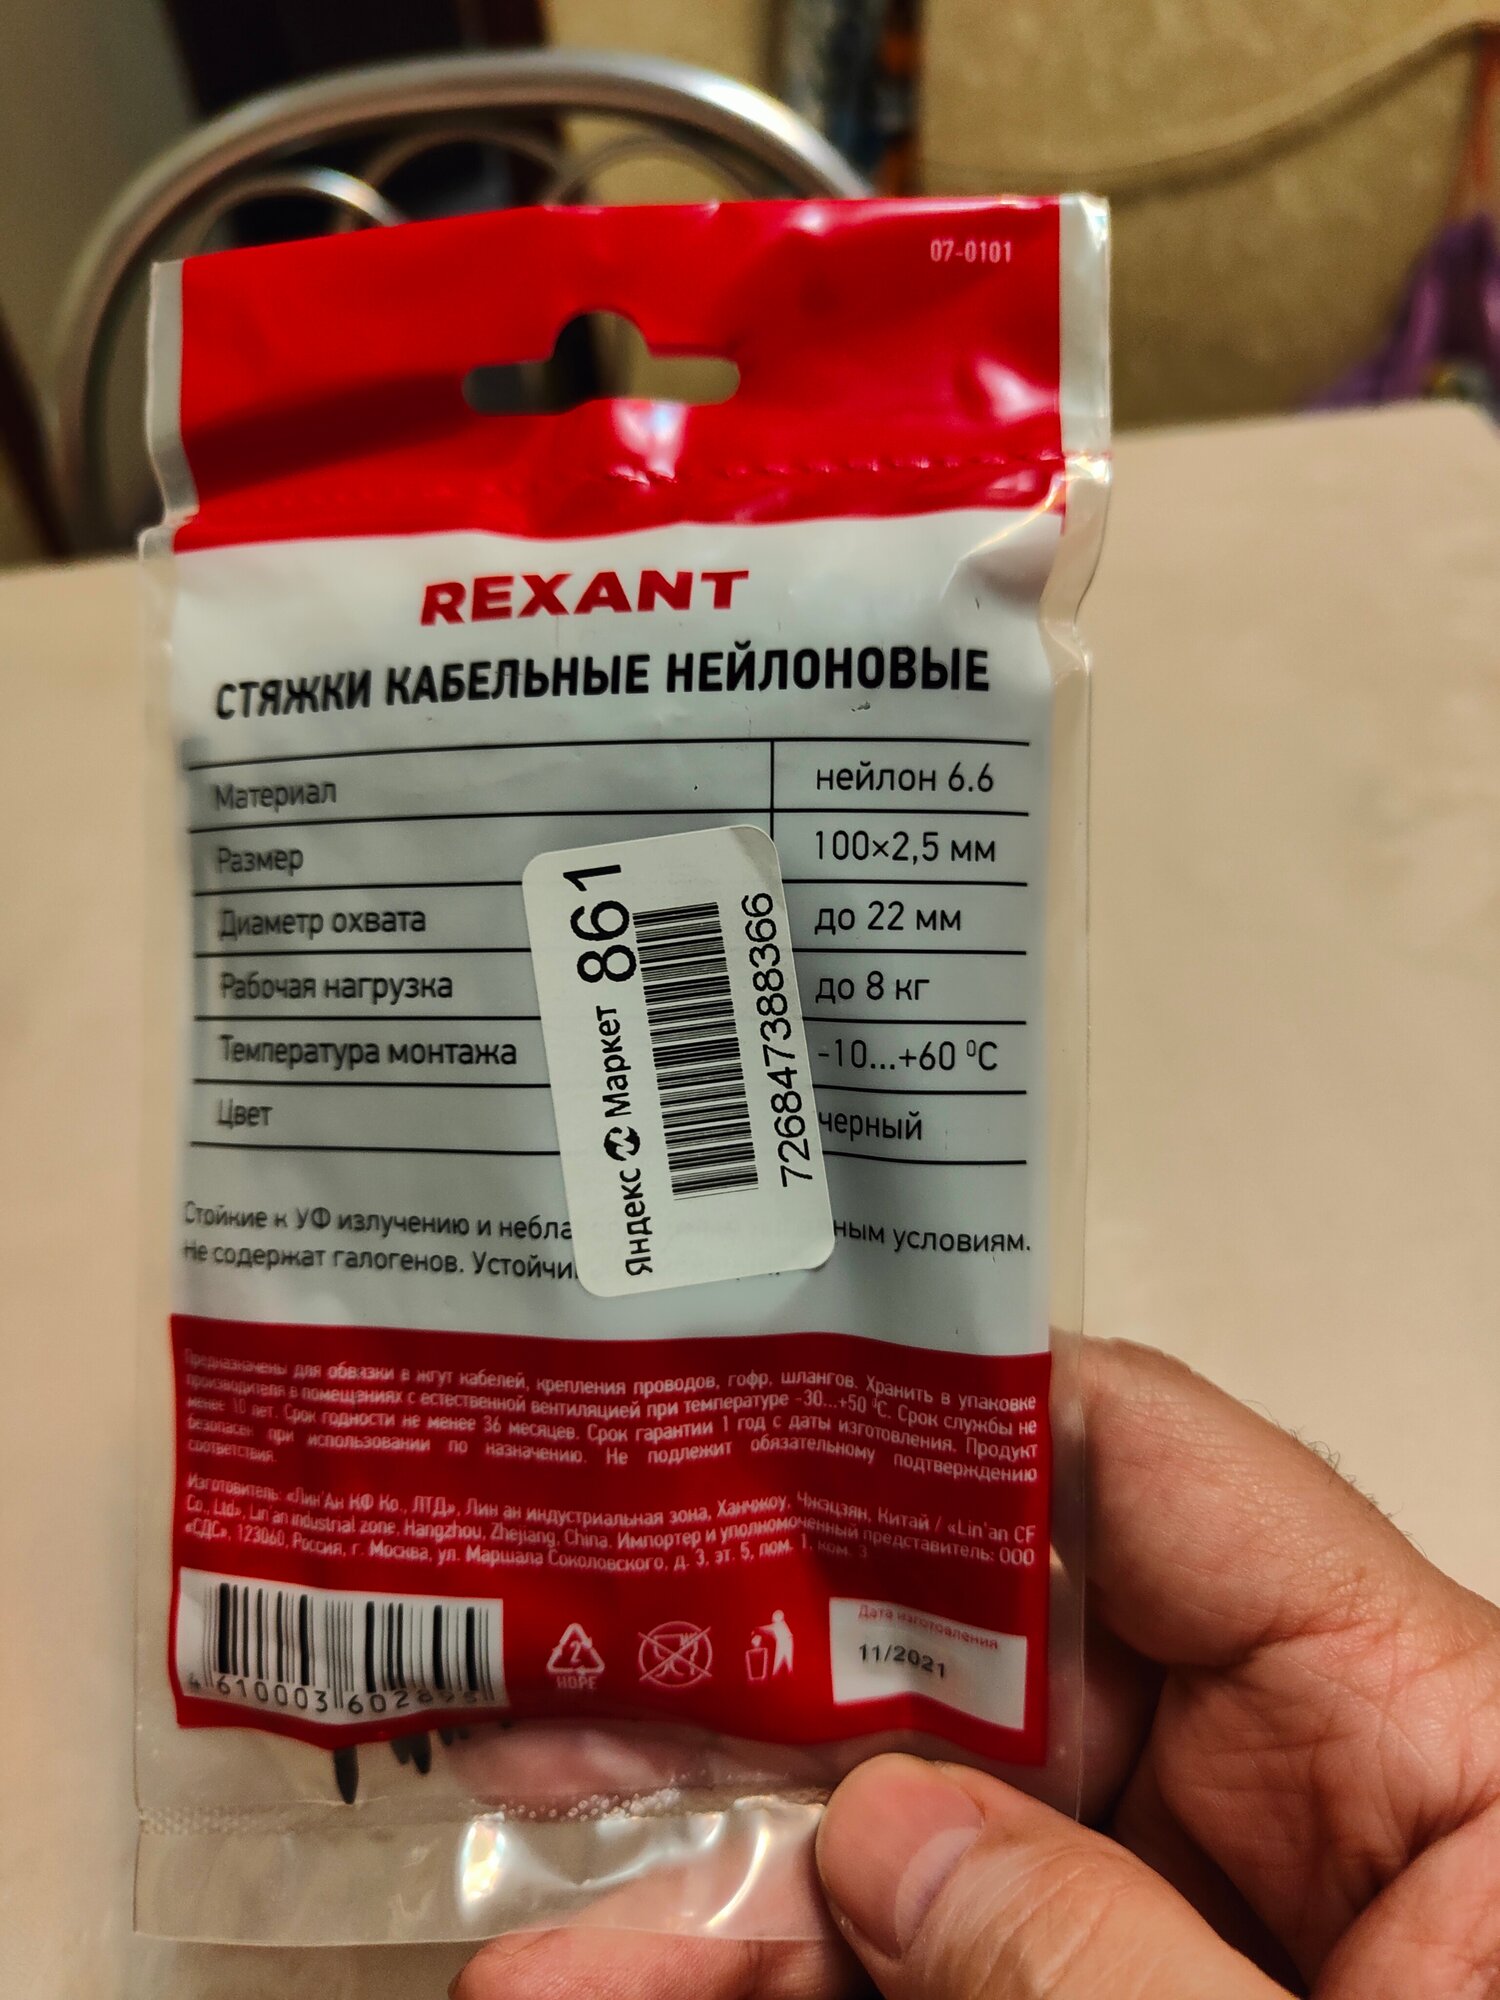 07-0101
REXANT
СТЯЖКИ КАБЕЛЬНЫЕ НЕЙЛОНОВЫЕ
Материал нейлон 6.6
Размер 100×2,5 мм
Диаметр охвата до 22 мм
Рабочая нагрузка до 8 кг
Температура монтажа -10...+60 ⁰C
Цвет черный
Яндекс Маркет 861
726847388366
Стойкие к УФ излучению и небла ным условиям.
Не содержат галогенов. Устойчи
Предназначены для обвязки в жгут кабелей, крепления проводов, гофр, шлангов. Хранить в упаковке
производителя в помещениях с естественной вентиляцией при температуре -30...+50 ⁰C. Срок службы не
менее 10 лет. Срок годности не менее 36 месяцев. Срок гарантии 1 год с даты изготовления. Продукт
безопасен при использовании по назначению. Не подлежит обязательному подтверждению
соответствия.
Изготовитель: «Лин'Ан КФ Ко., ЛТД», Лин ан индустриальная зона, Ханчжоу, Чжэцзян, Китай / «Lin'an CF
Co., Ltd», Lin'an industrial zone, Hangzhou, Zhejiang, China. Импортер и уполномоченный представитель: ООО
«СДС», 123060, Россия, г. Москва, ул. Маршала Соколовского, д. 3, эт. 5, пом. 1, ком. 3
4 610003 602
2
HDPE
Дата изготовления
11/2021